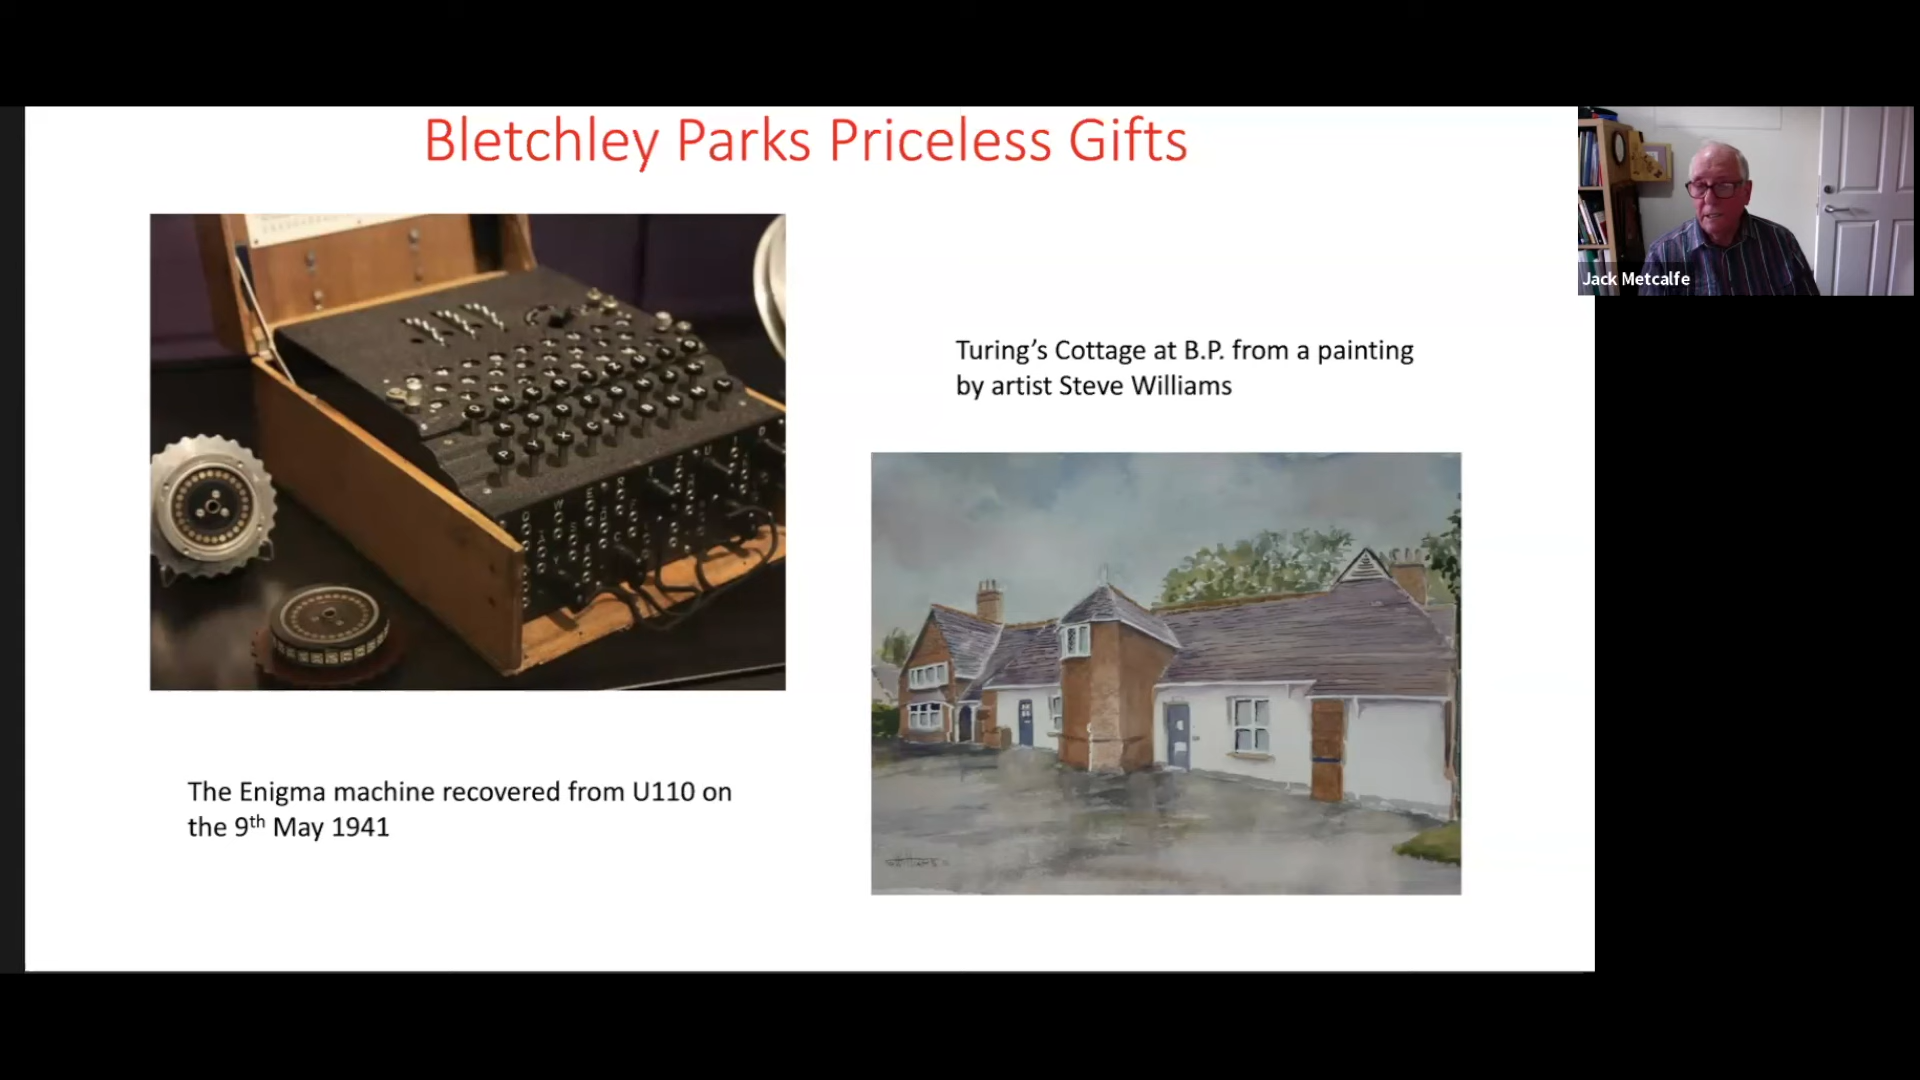 Bletchley Parks Priceless Gifts
Jack Metcalfe
Turing’s Cottage at B.P. from a painting
by artist Steve Williams
The Enigma machine recovered from U110 on
the 9th May 1941